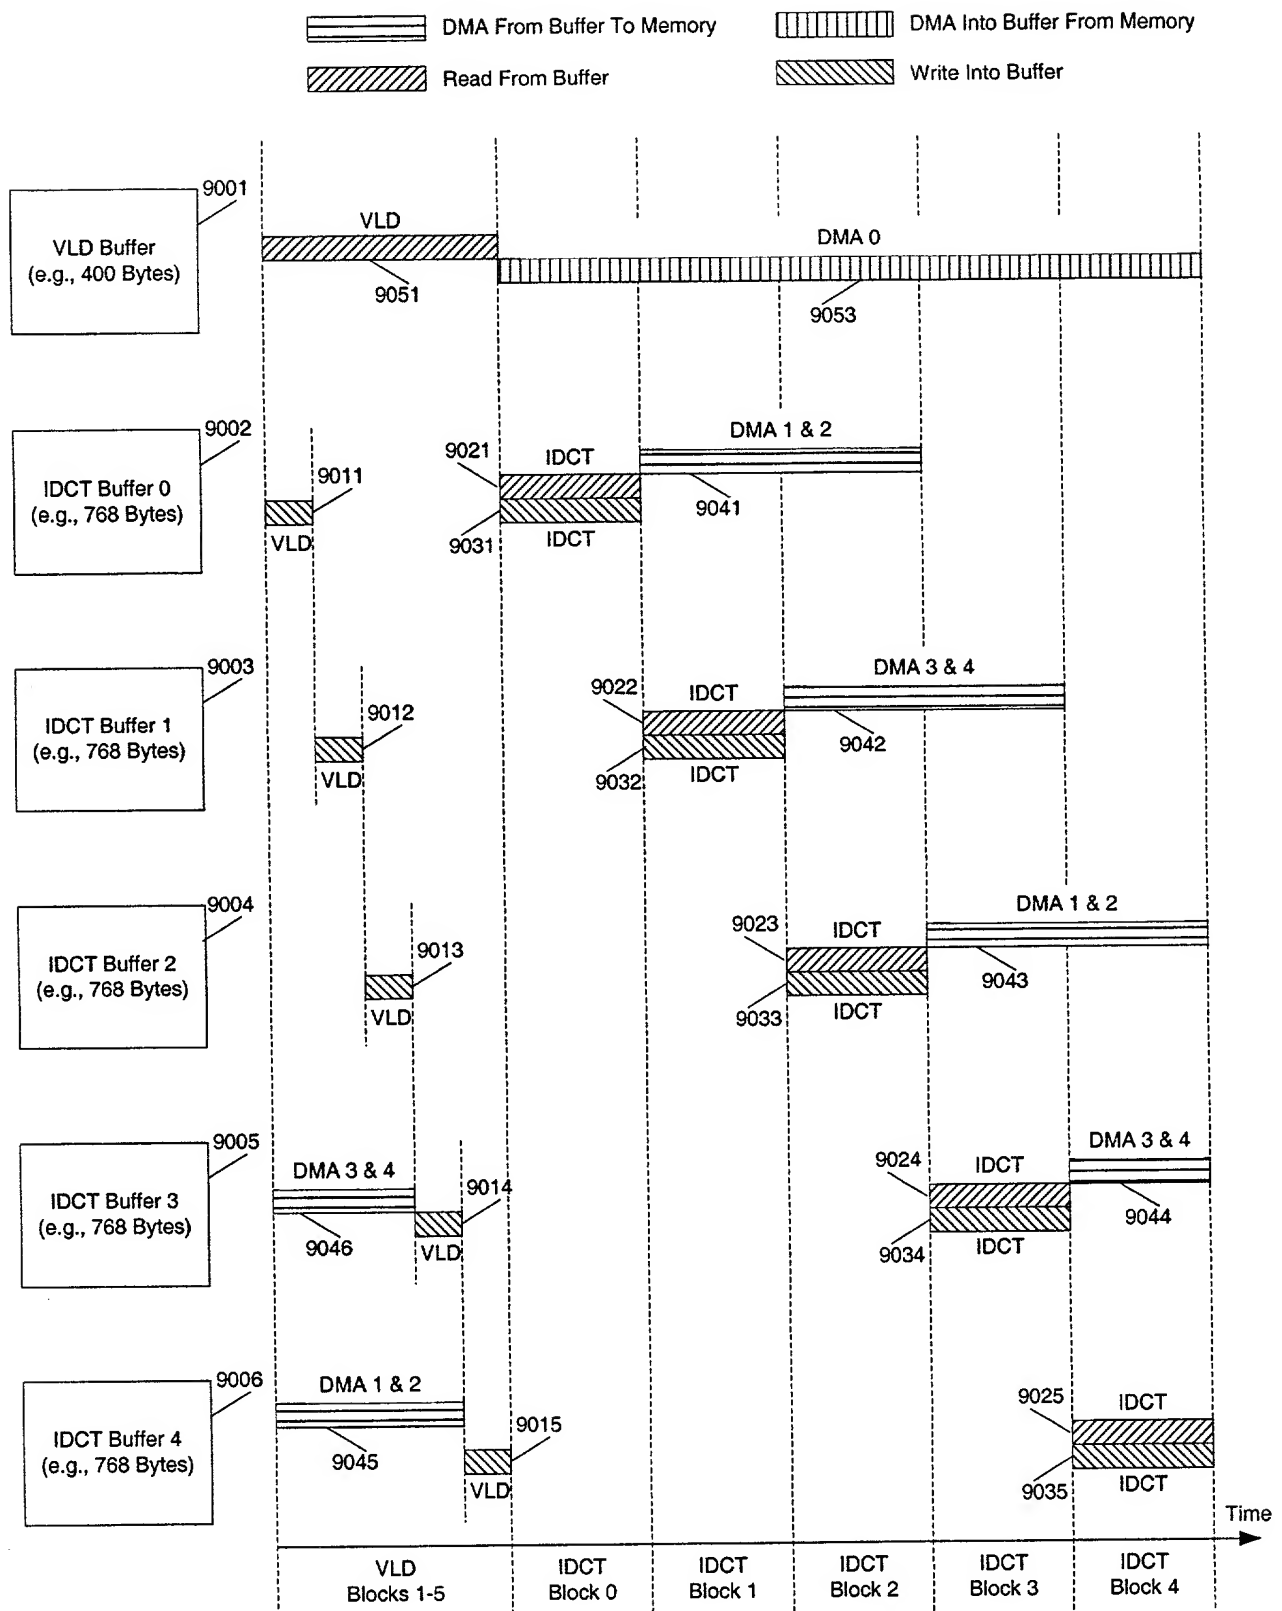 DMA From Buffer To Memory
DMA Into Buffer From Memory
Read From Buffer
Write Into Buffer
9001
VLD Buffer
(e.g., 400 Bytes)
VLD
9051
DMA 0
9053
9002
IDCT Buffer 0
(e.g., 768 Bytes)
9011
VLD
9021
IDCT
9031
IDCT
DMA 1 & 2
9041
9003
IDCT Buffer 1
(e.g., 768 Bytes)
9012
VLD
9022
IDCT
9032
IDCT
DMA 3 & 4
9042
9004
IDCT Buffer 2
(e.g., 768 Bytes)
9013
VLD
9023
IDCT
9033
IDCT
DMA 1 & 2
9043
9005
IDCT Buffer 3
(e.g., 768 Bytes)
DMA 3 & 4
9046
9014
VLD
9024
IDCT
9034
IDCT
DMA 3 & 4
9044
9006
IDCT Buffer 4
(e.g., 768 Bytes)
DMA 1 & 2
9045
9015
VLD
9025
IDCT
9035
IDCT
Time
VLD
Blocks 1-5
IDCT
Block 0
IDCT
Block 1
IDCT
Block 2
IDCT
Block 3
IDCT
Block 4